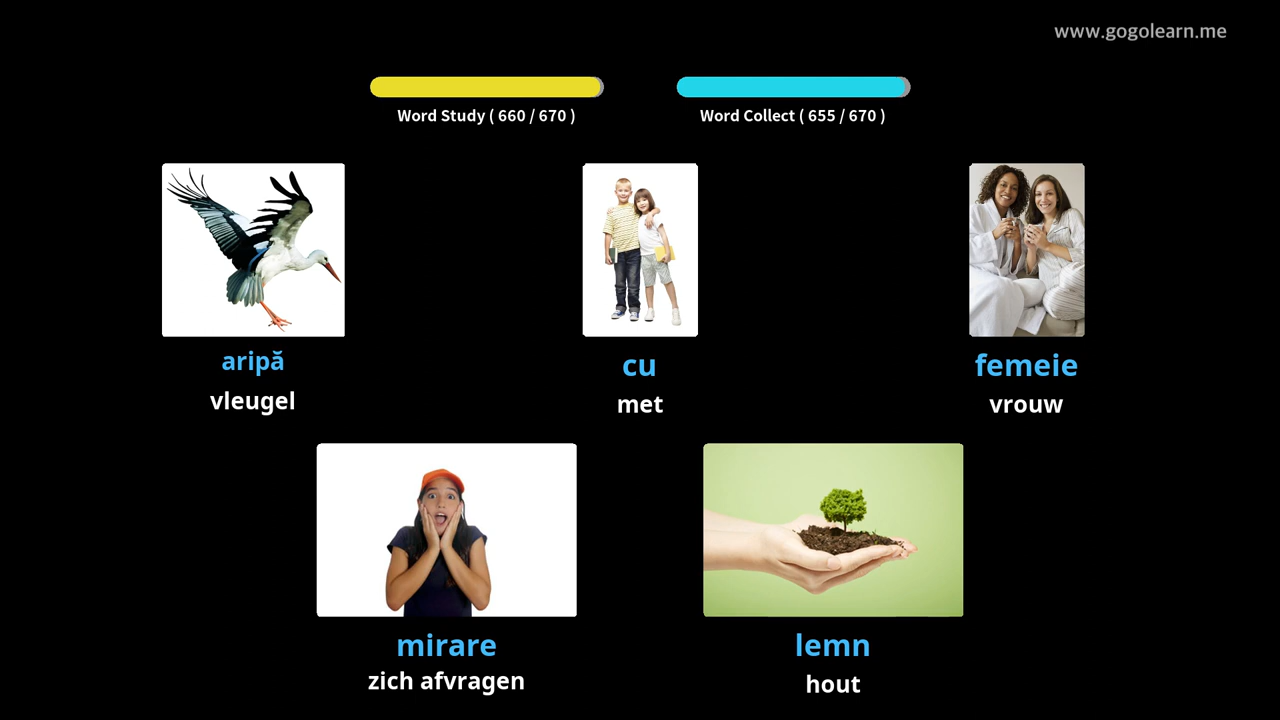 www.gogolearn.me
Word Study ( 660 / 670 )
Word Collect ( 655 / 670 )
aripă
vleugel
cu
met
femeie
vrouw
mirare
zich afvragen
lemn
hout